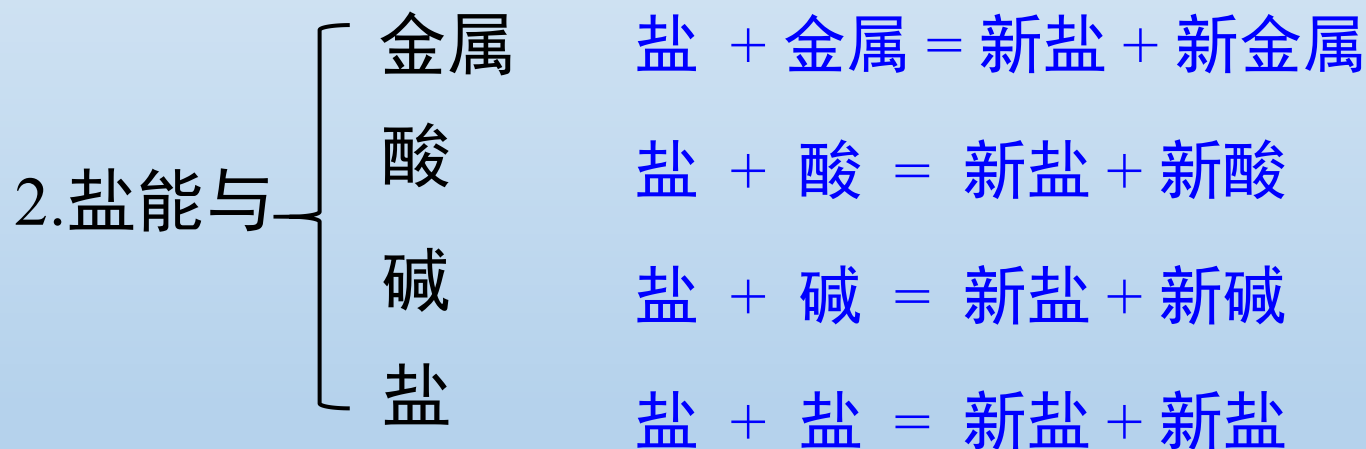 金属 盐 + 金属 = 新盐 + 新金属
酸 盐 + 酸 = 新盐 + 新酸
2.盐能与
碱 盐 + 碱 = 新盐 + 新碱
盐 盐 + 盐 = 新盐 + 新盐